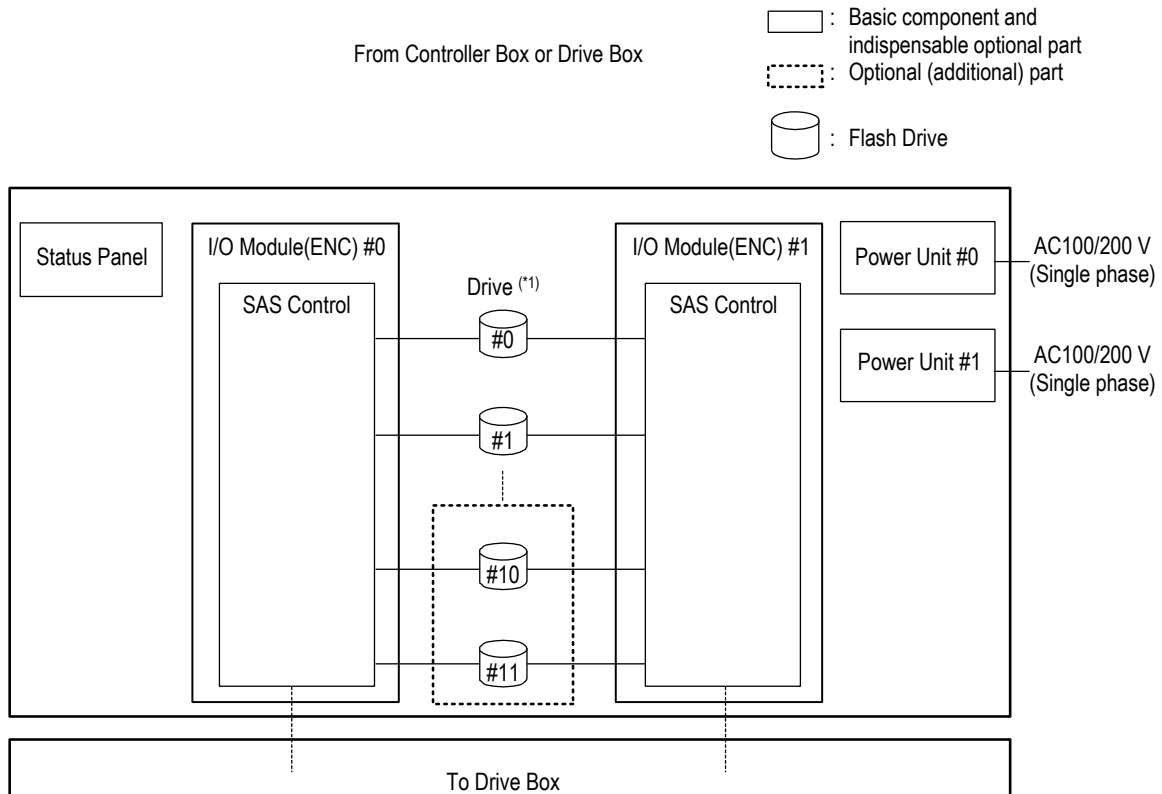 : Basic component and
indispensable optional part
From Controller Box or Drive Box
: Optional (additional) part
: Flash Drive
Status Panel
I/O Module(ENC) #0
I/O Module(ENC) #1
Power Unit #0
AC100/200 V
(Single phase)
Drive (*1)
SAS Control
SAS Control
#0
Power Unit #1
AC100/200 V
(Single phase)
#1
#10
#11
To Drive Box